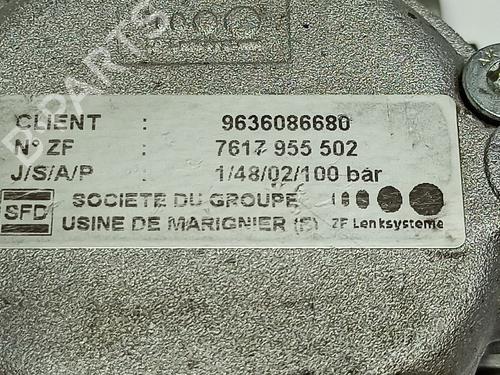 CLIENT : 9636086680
N° ZF : 7617 955 502
J/S/A/P : 1/48/02/100 bar
SFD SOCIETE DU GROUPE
USINE DE MARIGNIER (F) ZF Lenksysteme
B-PARTS